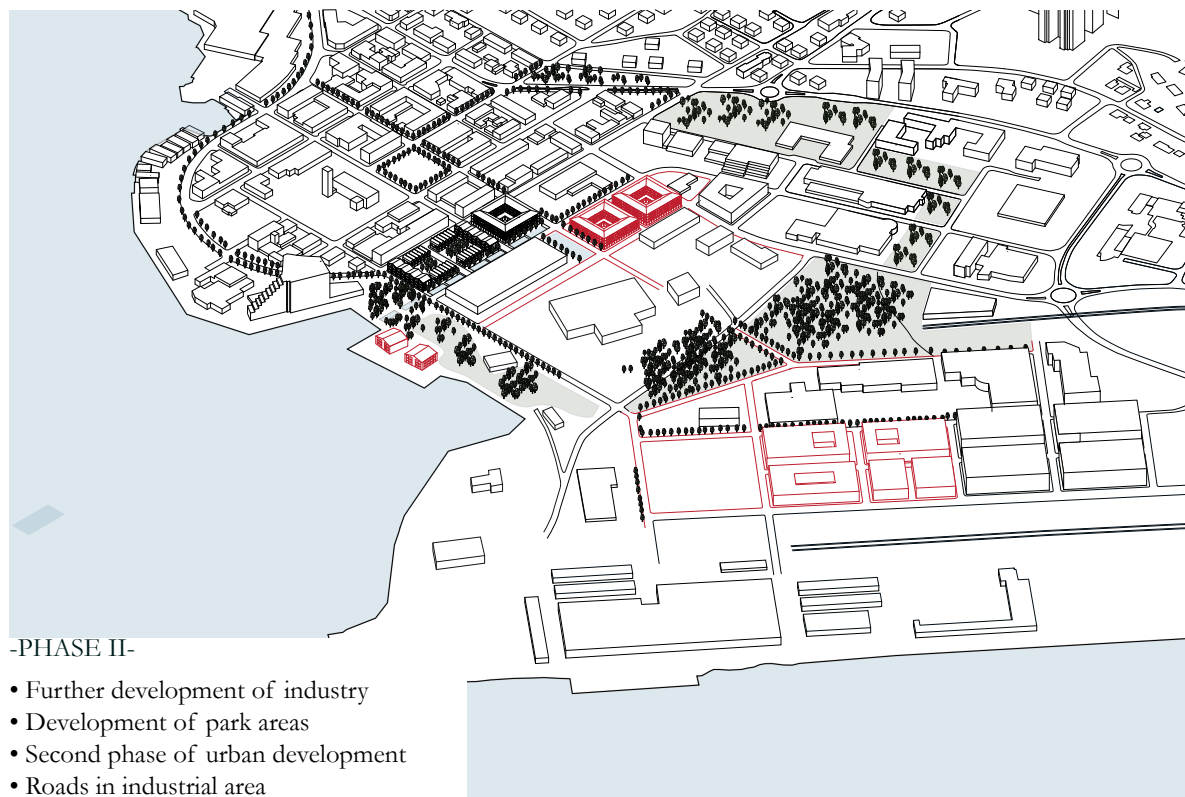 -PHASE II-
• Further development of industry
• Development of park areas
• Second phase of urban development
• Roads in industrial area